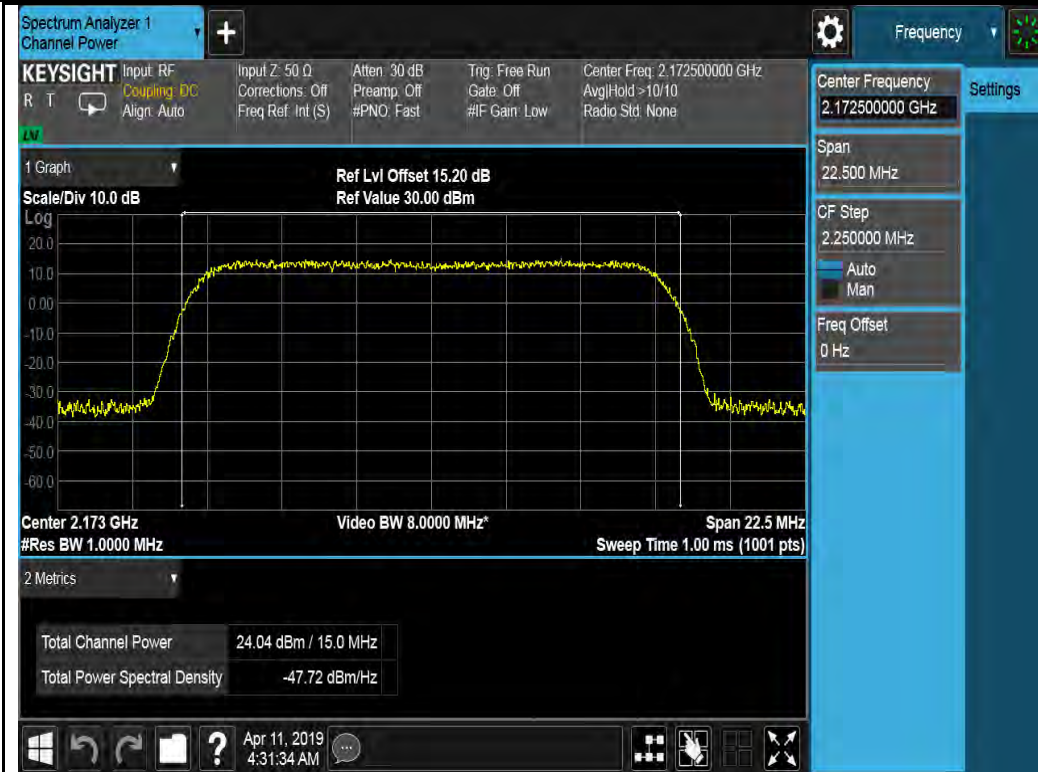 Spectrum Analyzer 1
Channel Power
Frequency
KEYSIGHT
R T
Input: RF
Coupling: DC
Align: Auto
Input Z: 50 Ω
Corrections: Off
Freq Ref: Int (S)
Atten: 30 dB
Preamp: Off
#PNO: Fast
Trig: Free Run
Gate: Off
#IF Gain: Low
Center Freq: 2.172500000 GHz
Avg|Hold >10/10
Radio Std: None
Center Frequency
2.172500000 GHz
Settings
Span
22.500 MHz
CF Step
2.250000 MHz
Auto
Man
Freq Offset
0 Hz
1 Graph
Scale/Div 10.0 dB
Ref Lvl Offset 15.20 dB
Ref Value 30.00 dBm
Log
20.0
10.0
0.00
-10.0
-20.0
-30.0
-40.0
-50.0
-60.0
Center 2.173 GHz
#Res BW 1.0000 MHz
Video BW 8.0000 MHz*
Span 22.5 MHz
Sweep Time 1.00 ms (1001 pts)
2 Metrics
Total Channel Power 24.04 dBm / 15.0 MHz
Total Power Spectral Density -47.72 dBm/Hz
?
Apr 11, 2019
4:31:34 AM